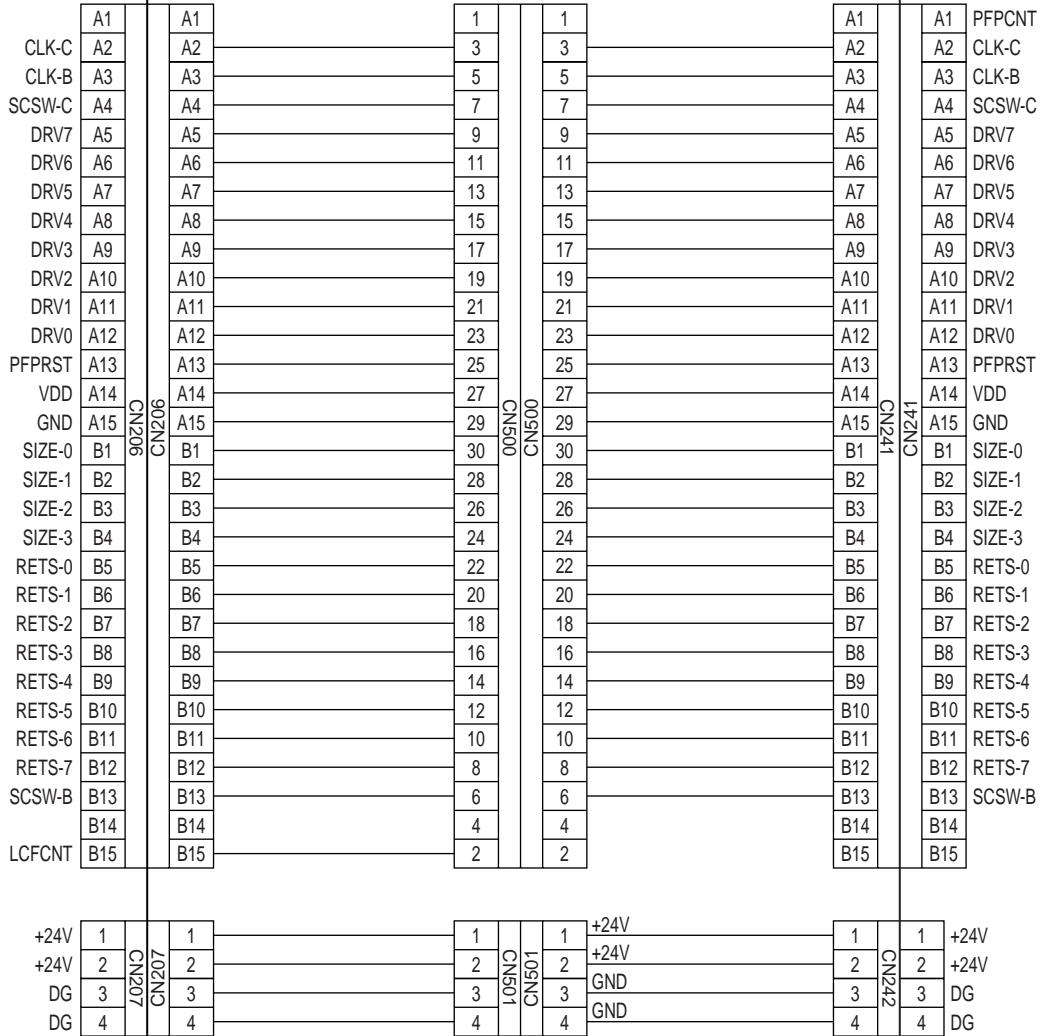 A1 A1 1 1 A1 A1 PFPCNT
CLK-C A2 A2 3 3 A2 A2 CLK-C
CLK-B A3 A3 5 5 A3 A3 CLK-B
SCSW-C A4 A4 7 7 A4 A4 SCSW-C
DRV7 A5 A5 9 9 A5 A5 DRV7
DRV6 A6 A6 11 11 A6 A6 DRV6
DRV5 A7 A7 13 13 A7 A7 DRV5
DRV4 A8 A8 15 15 A8 A8 DRV4
DRV3 A9 A9 17 17 A9 A9 DRV3
DRV2 A10 A10 19 19 A10 A10 DRV2
DRV1 A11 A11 21 21 A11 A11 DRV1
DRV0 A12 A12 23 23 A12 A12 DRV0
PFPRST A13 A13 25 25 A13 A13 PFPRST
VDD A14 A14 27 27 A14 A14 VDD
GND A15 A15 29 29 A15 A15 GND
CN206 CN206 CN500 CN500 CN241 CN241
SIZE-0 B1 B1 30 30 B1 B1 SIZE-0
SIZE-1 B2 B2 28 28 B2 B2 SIZE-1
SIZE-2 B3 B3 26 26 B3 B3 SIZE-2
SIZE-3 B4 B4 24 24 B4 B4 SIZE-3
RETS-0 B5 B5 22 22 B5 B5 RETS-0
RETS-1 B6 B6 20 20 B6 B6 RETS-1
RETS-2 B7 B7 18 18 B7 B7 RETS-2
RETS-3 B8 B8 16 16 B8 B8 RETS-3
RETS-4 B9 B9 14 14 B9 B9 RETS-4
RETS-5 B10 B10 12 12 B10 B10 RETS-5
RETS-6 B11 B11 10 10 B11 B11 RETS-6
RETS-7 B12 B12 8 8 B12 B12 RETS-7
SCSW-B B13 B13 6 6 B13 B13 SCSW-B
B14 B14 4 4 B14 B14
LCFCNT B15 B15 2 2 B15 B15
+24V 1 1 1 1 +24V 1 1 +24V
+24V 2 2 2 2 +24V 2 2 +24V
CN207 CN207 CN501 CN501 CN242
DG 3 3 3 3 GND 3 3 DG
DG 4 4 4 4 GND 4 4 DG